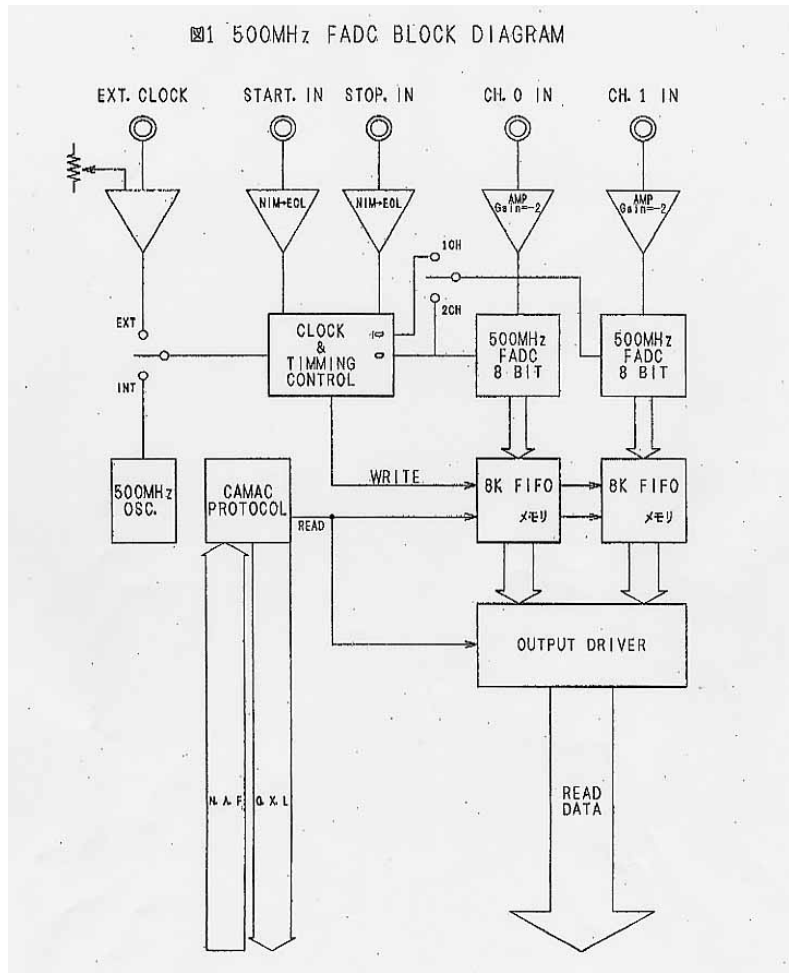 図1 500MHz FADC BLOCK DIAGRAM
EXT. CLOCK
START. IN
STOP. IN
CH. 0 IN
CH. 1 IN
NIM→ECL
NIM→ECL
AMP
Gain=-2
AMP
Gain=-2
1CH
2CH
EXT
INT
CLOCK
&
TIMMING
CONTROL
500MHz
FADC
8 BIT
500MHz
FADC
8 BIT
500MHz
OSC.
CAMAC
PROTOCOL
WRITE
READ
8K FIFO
メモリ
8K FIFO
メモリ
OUTPUT DRIVER
N. A. F
Q. X. L
READ
DATA